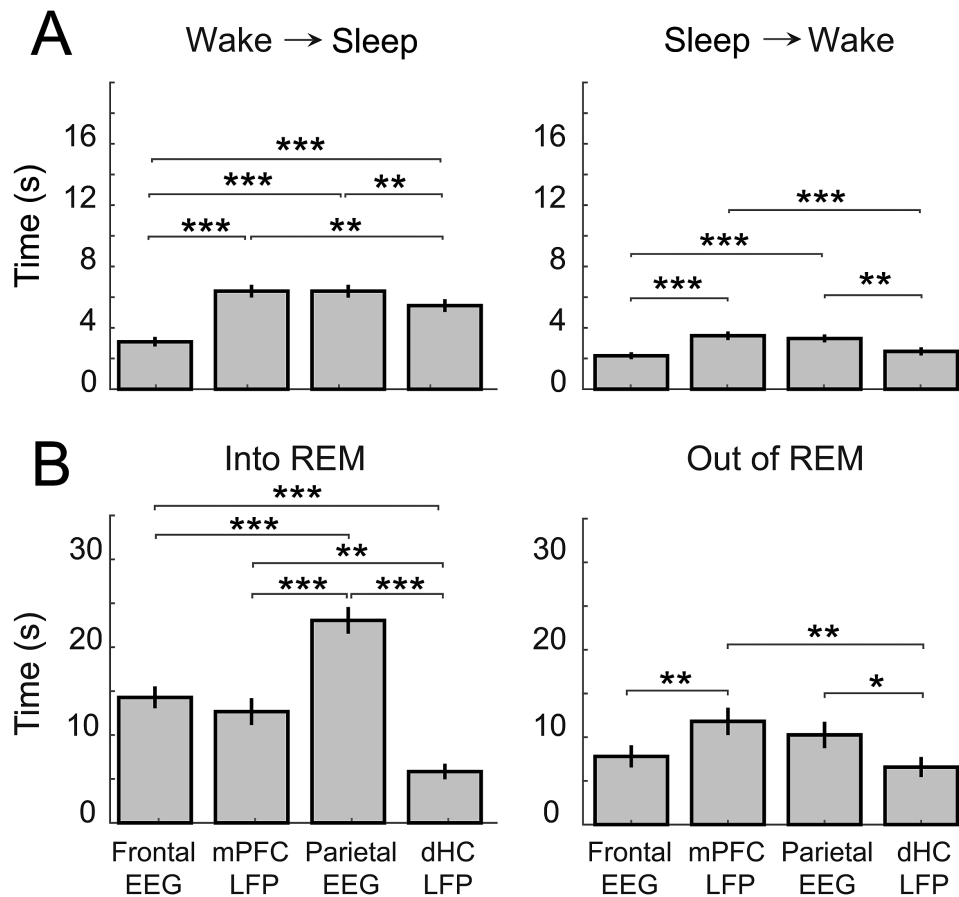 A
Wake → Sleep
Sleep → Wake
Time (s)
16
12
8
4
0
***
***
**
***
**
16
12
8
4
0
***
***
***
**
B
Into REM
Out of REM
Time (s)
30
20
10
0
***
***
**
***
***
30
20
10
0
**
**
*
Frontal EEG
mPFC LFP
Parietal EEG
dHC LFP
Frontal EEG
mPFC LFP
Parietal EEG
dHC LFP